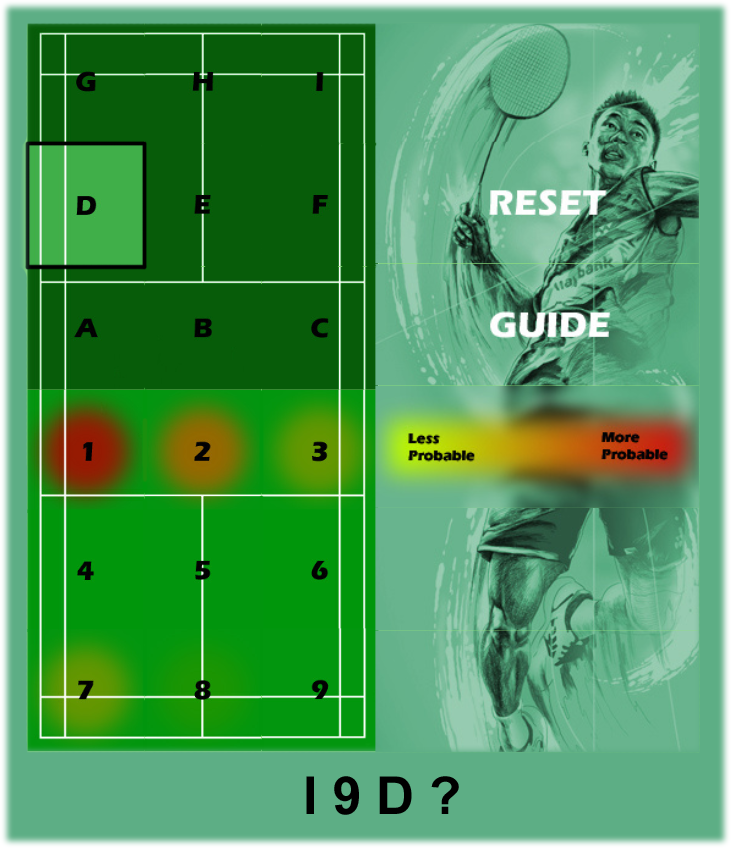 G H I
D E F
A B C
1 2 3
4 5 6
7 8 9
RESET
GUIDE
Less
Probable
More
Probable
I 9 D ?